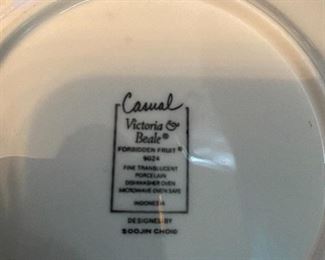 Casual
Victoria &
Beale®
FORBIDDEN FRUIT©
9024
FINE TRANSLUCENT
PORCELAIN
DISHWASHER OVEN
MICROWAVE OVEN SAFE
INDONESIA
DESIGNED BY
SOOJIN CHOI©